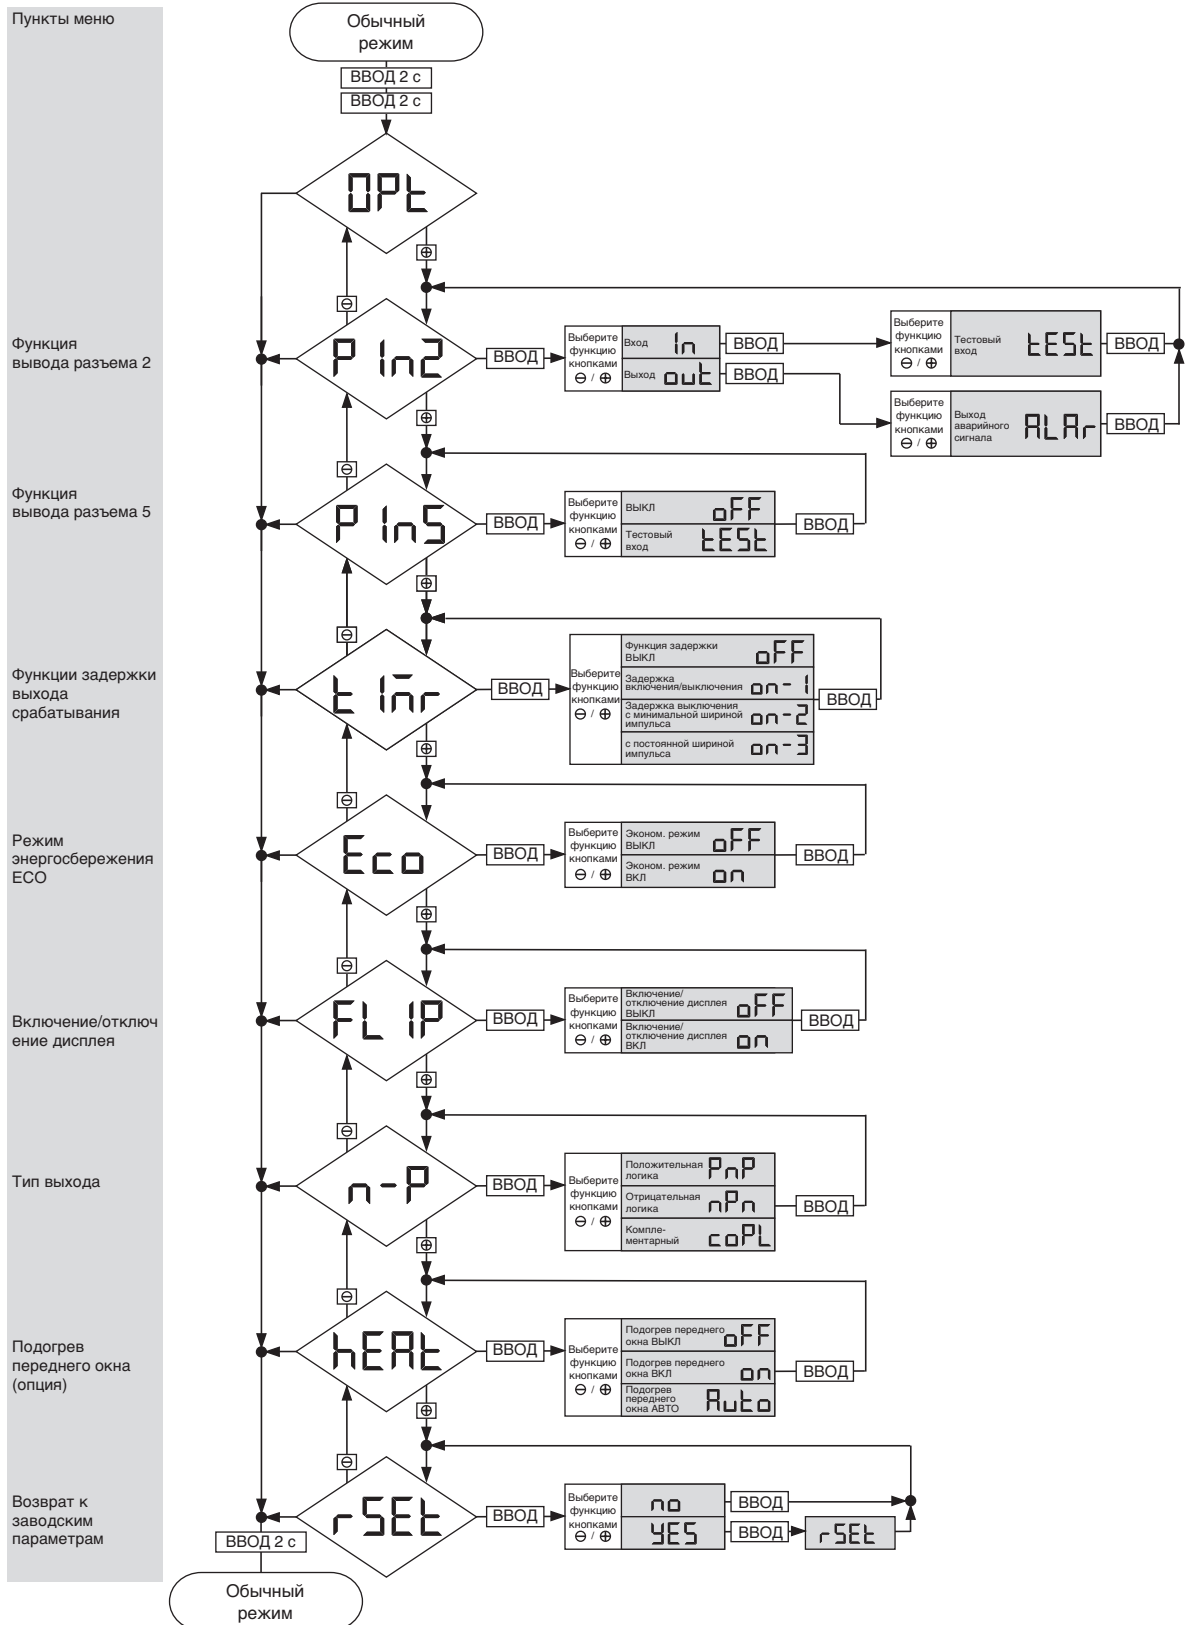 Пункты меню
Обычный
режим
ВВОД 2 с
ВВОД 2 с
OPt
⊕
⊖
Функция
вывода разъема 2
P In2
ВВОД
Выберите
функцию
кнопками
⊖ / ⊕
Вход In
Выход out
ВВОД
ВВОД
Выберите
функцию
кнопками
⊖ / ⊕
Тестовый
вход
tESt
ВВОД
Выберите
функцию
кнопками
⊖ / ⊕
Выход
аварийного
сигнала
ALAr
ВВОД
⊕
⊖
Функция
вывода разъема 5
P In5
ВВОД
Выберите
функцию
кнопками
⊖ / ⊕
ВЫКЛ oFF
Тестовый
вход
tESt
ВВОД
⊕
⊖
Функции задержки
выхода
срабатывания
t Imr
ВВОД
Выберите
функцию
кнопками
⊖ / ⊕
Функция задержки
ВЫКЛ
oFF
Задержка
включения/выключения
on-1
Задержка выключения
с минимальной шириной
импульса
on-2
с постоянной шириной
импульса
on-3
ВВОД
⊕
⊖
Режим
энергосбережения
ECO
Eco
ВВОД
Выберите
функцию
кнопками
⊖ / ⊕
Эконом. режим
ВЫКЛ
oFF
Эконом. режим
ВКЛ
on
ВВОД
⊕
⊖
Включение/отключ
ение дисплея
FL IP
ВВОД
Выберите
функцию
кнопками
⊖ / ⊕
Включение/
отключение дисплея
ВЫКЛ
oFF
Включение/
отключение дисплея
ВКЛ
on
ВВОД
⊕
⊖
Тип выхода
n-P
ВВОД
Выберите
функцию
кнопками
⊖ / ⊕
Положительная
логика
PnP
Отрицательная
логика
nPn
Компле-
ментарный
coPL
ВВОД
⊕
⊖
Подогрев
переднего окна
(опция)
hEAt
ВВОД
Выберите
функцию
кнопками
⊖ / ⊕
Подогрев переднего
окна ВЫКЛ
oFF
Подогрев переднего
окна ВКЛ
on
Подогрев
переднего
окна АВТО
Auto
ВВОД
⊕
⊖
Возврат к
заводским
параметрам
rSEt
ВВОД
Выберите
функцию
кнопками
⊖ / ⊕
no
YES
ВВОД
ВВОД
rSEt
ВВОД 2 с
Обычный
режим